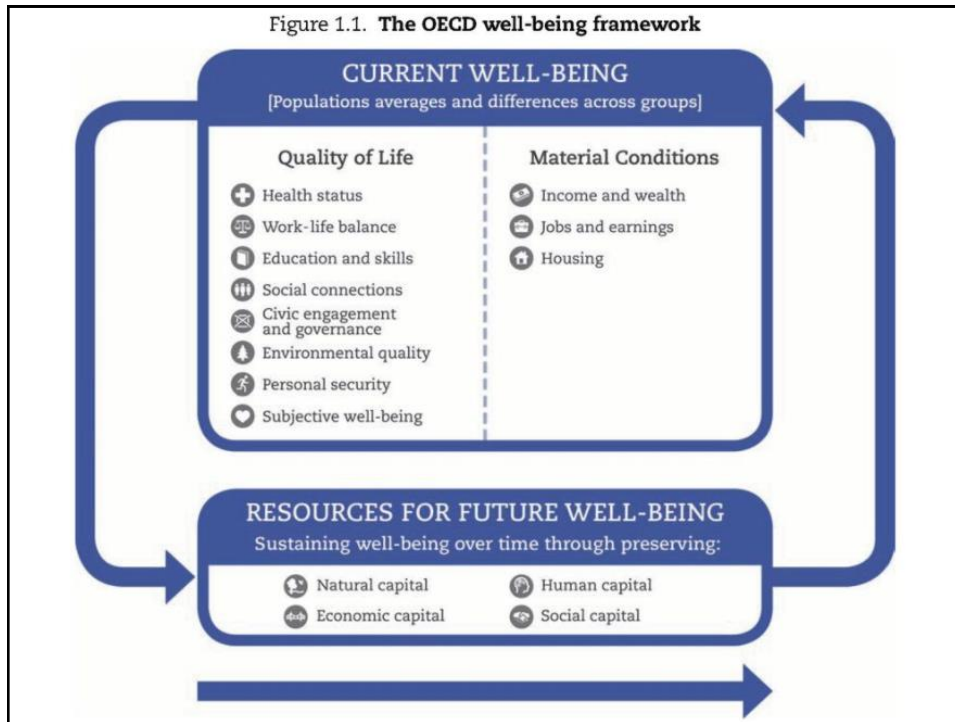 Figure 1.1. The OECD well-being framework
CURRENT WELL-BEING
[Populations averages and differences across groups]
Quality of Life
Health status
Work-life balance
Education and skills
Social connections
Civic engagement
and governance
Environmental quality
Personal security
Subjective well-being
Material Conditions
Income and wealth
Jobs and earnings
Housing
RESOURCES FOR FUTURE WELL-BEING
Sustaining well-being over time through preserving:
Natural capital
Economic capital
Human capital
Social capital